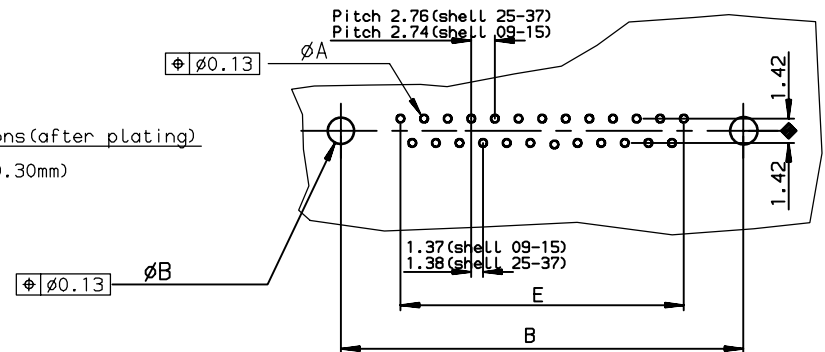 Pitch 2.76(shell 25-37)
Pitch 2.74(shell 09-15)
⌖ ø0.13
øA
1.42
1.42
(after plating)
.30mm)
1.37(shell 09-15)
1.38(shell 25-37)
⌖ ø0.13
øB
E
B